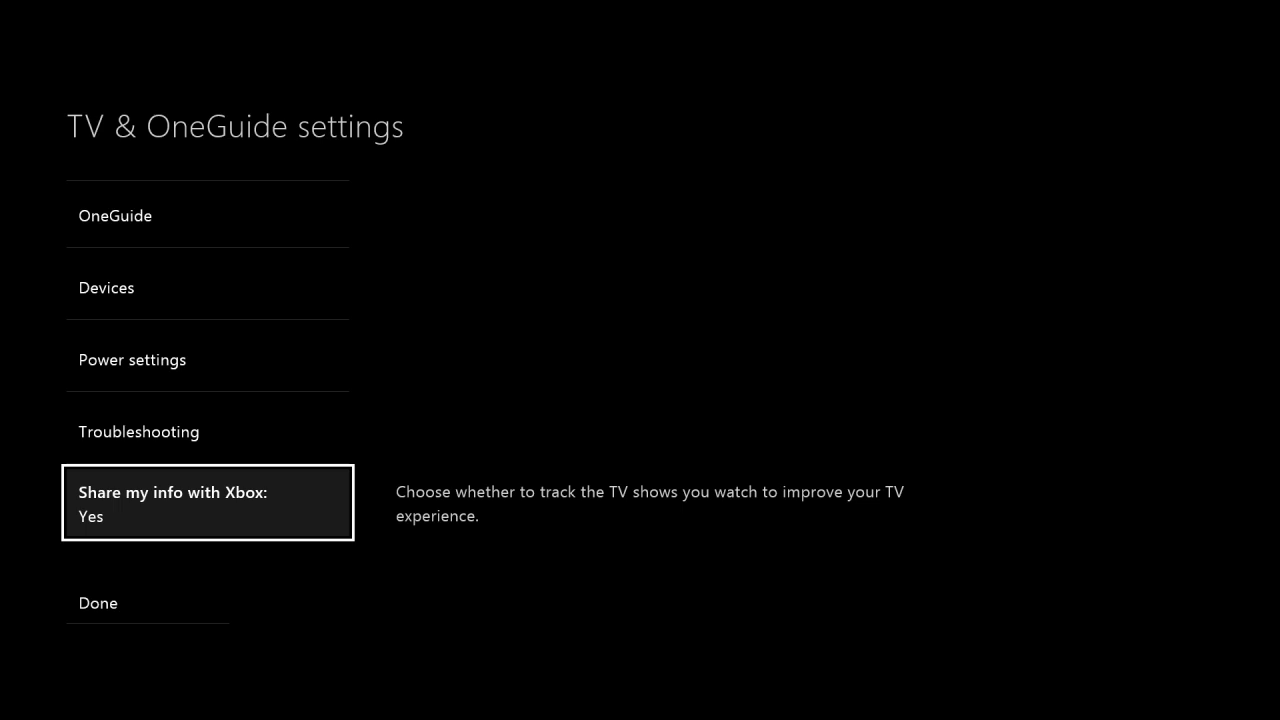 TV & OneGuide settings
OneGuide
Devices
Power settings
Troubleshooting
Share my info with Xbox:
Yes
Choose whether to track the TV shows you watch to improve your TV
experience.
Done